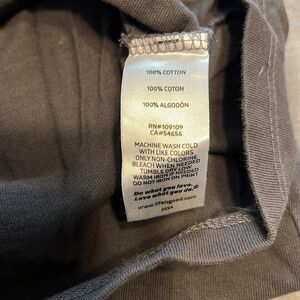 100% COTTON
100% COTON
100% ALGODÓN
RN#109109
CA#54656
MACHINE WASH COLD
WITH LIKE COLORS
ONLY NON-CHLORINE
BLEACH WHEN NEEDED
TUMBLE DRY LOW
WARM IRON IF NEEDED
DO NOT IRON ON PRINT
Do what you love.
Love what you do.®
www.lifeisgood.com